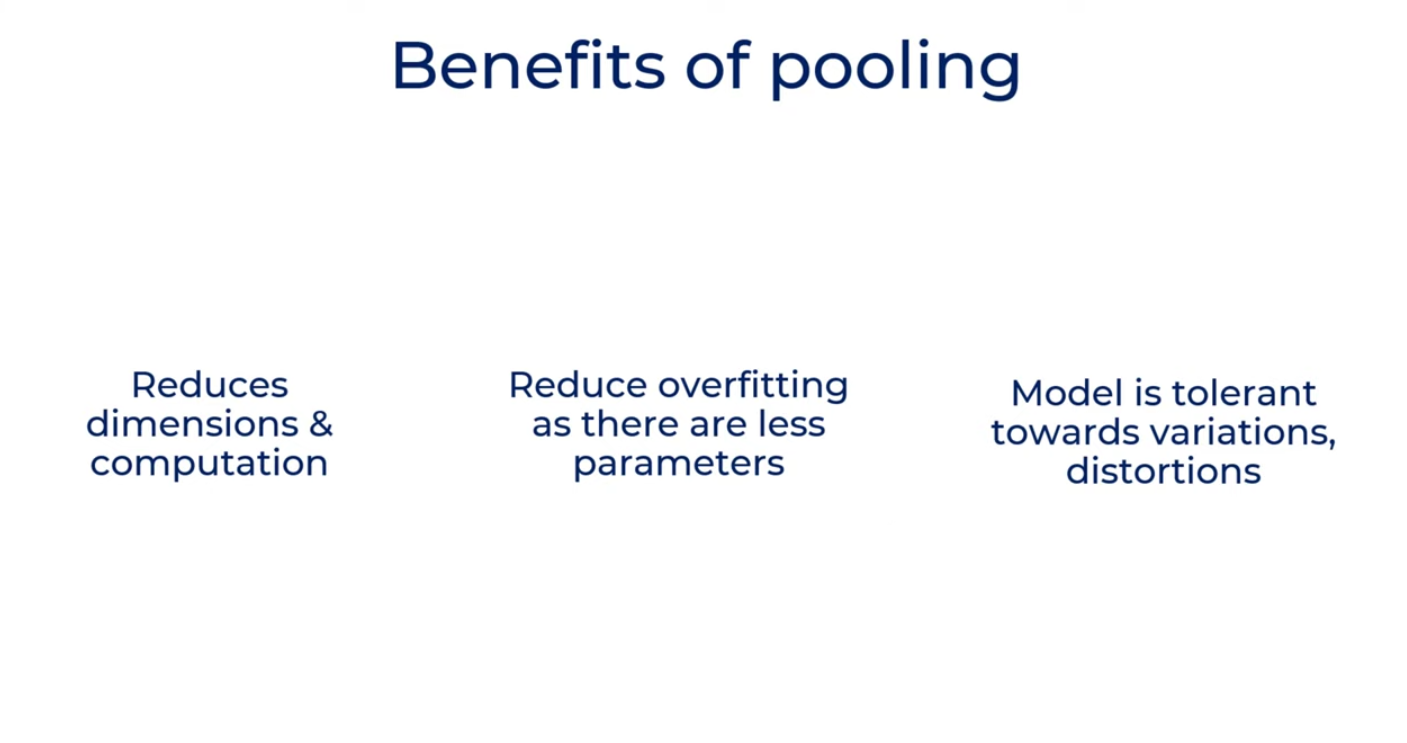 Benefits of pooling
Reduces
dimensions &
computation
Reduce overfitting
as there are less
parameters
Model is tolerant
towards variations,
distortions